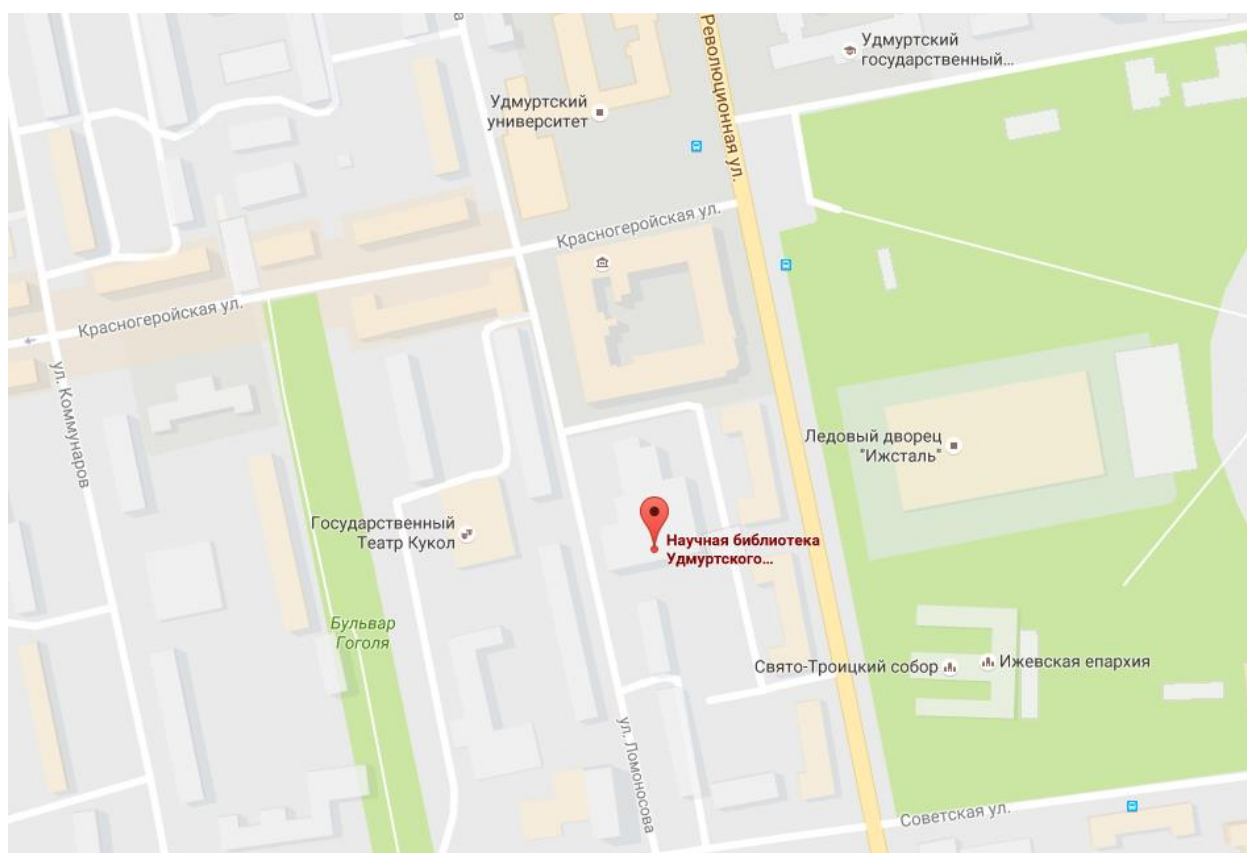 Удмуртский
государственный...
Революционная ул.
Удмуртский
университет
Красногеройская ул.
Красногеройская ул.
ул. Коммунаров
Ледовый дворец
"Ижсталь"
Государственный
Театр Кукол
Научная библиотека
Удмуртского...
Бульвар
Гоголя
Свято-Троицкий собор
Ижевская епархия
ул. Ломоносова
Советская ул.